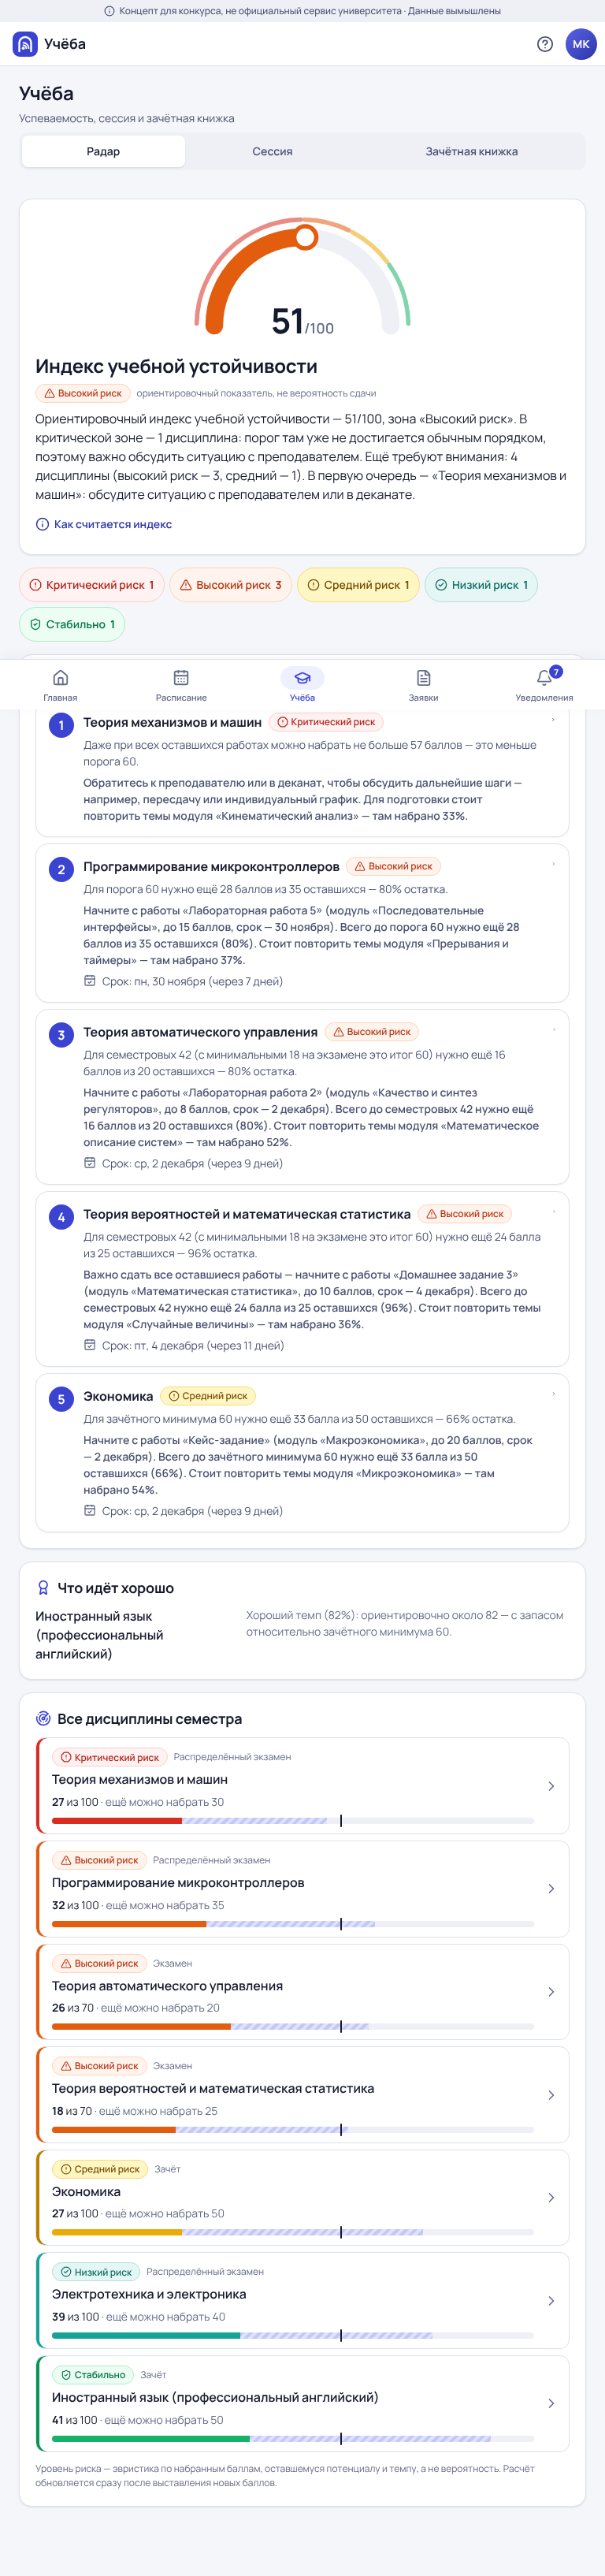 Концепт для конкурса, не официальный сервис университета · Данные вымышлены
Учёба
МК
Учёба
Успеваемость, сессия и зачётная книжка
Радар
Сессия
Зачётная книжка
51/100
Индекс учебной устойчивости
Высокий риск
ориентировочный показатель, не вероятность сдачи
Ориентировочный индекс учебной устойчивости — 51/100, зона «Высокий риск». В
критической зоне — 1 дисциплина: порог там уже не достигается обычным порядком,
поэтому важно обсудить ситуацию с преподавателем. Ещё требуют внимания: 4
дисциплины (высокий риск — 3, средний — 1). В первую очередь — «Теория механизмов и
машин»: обсудите ситуацию с преподавателем или в деканате.
Как считается индекс
Критический риск 1
Высокий риск 3
Средний риск 1
Низкий риск 1
Стабильно 1
Главная
Расписание
Учёба
Заявки
7
Уведомления
1
Теория механизмов и машин
Критический риск
Даже при всех оставшихся работах можно набрать не больше 57 баллов — это меньше
порога 60.
Обратитесь к преподавателю или в деканат, чтобы обсудить дальнейшие шаги —
например, пересдачу или индивидуальный график. Для подготовки стоит
повторить темы модуля «Кинематический анализ» — там набрано 33%.
2
Программирование микроконтроллеров
Высокий риск
Для порога 60 нужно ещё 28 баллов из 35 оставшихся — 80% остатка.
Начните с работы «Лабораторная работа 5» (модуль «Последовательные
интерфейсы», до 15 баллов, срок — 30 ноября). Всего до порога 60 нужно ещё 28
баллов из 35 оставшихся (80%). Стоит повторить темы модуля «Прерывания и
таймеры» — там набрано 37%.
Срок: пн, 30 ноября (через 7 дней)
3
Теория автоматического управления
Высокий риск
Для семестровых 42 (с минимальными 18 на экзамене это итог 60) нужно ещё 16
баллов из 20 оставшихся — 80% остатка.
Начните с работы «Лабораторная работа 2» (модуль «Качество и синтез
регуляторов», до 8 баллов, срок — 2 декабря). Всего до семестровых 42 нужно ещё
16 баллов из 20 оставшихся (80%). Стоит повторить темы модуля «Математическое
описание систем» — там набрано 52%.
Срок: ср, 2 декабря (через 9 дней)
4
Теория вероятностей и математическая статистика
Высокий риск
Для семестровых 42 (с минимальными 18 на экзамене это итог 60) нужно ещё 24 балла
из 25 оставшихся — 96% остатка.
Важно сдать все оставшиеся работы — начните с работы «Домашнее задание 3»
(модуль «Математическая статистика», до 10 баллов, срок — 4 декабря). Всего до
семестровых 42 нужно ещё 24 балла из 25 оставшихся (96%). Стоит повторить темы
модуля «Случайные величины» — там набрано 36%.
Срок: пт, 4 декабря (через 11 дней)
5
Экономика
Средний риск
Для зачётного минимума 60 нужно ещё 33 балла из 50 оставшихся — 66% остатка.
Начните с работы «Кейс-задание» (модуль «Макроэкономика», до 20 баллов, срок
— 2 декабря). Всего до зачётного минимума 60 нужно ещё 33 балла из 50
оставшихся (66%). Стоит повторить темы модуля «Микроэкономика» — там
набрано 54%.
Срок: ср, 2 декабря (через 9 дней)
Что идёт хорошо
Иностранный язык
(профессиональный
английский)
Хороший темп (82%): ориентировочно около 82 — с запасом
относительно зачётного минимума 60.
Все дисциплины семестра
Критический риск
Распределённый экзамен
Теория механизмов и машин
27 из 100 · ещё можно набрать 30
Высокий риск
Распределённый экзамен
Программирование микроконтроллеров
32 из 100 · ещё можно набрать 35
Высокий риск
Экзамен
Теория автоматического управления
26 из 70 · ещё можно набрать 20
Высокий риск
Экзамен
Теория вероятностей и математическая статистика
18 из 70 · ещё можно набрать 25
Средний риск
Зачёт
Экономика
27 из 100 · ещё можно набрать 50
Низкий риск
Распределённый экзамен
Электротехника и электроника
39 из 100 · ещё можно набрать 40
Стабильно
Зачёт
Иностранный язык (профессиональный английский)
41 из 100 · ещё можно набрать 50
Уровень риска — эвристика по набранным баллам, оставшемуся потенциалу и темпу, а не вероятность. Расчёт
обновляется сразу после выставления новых баллов.